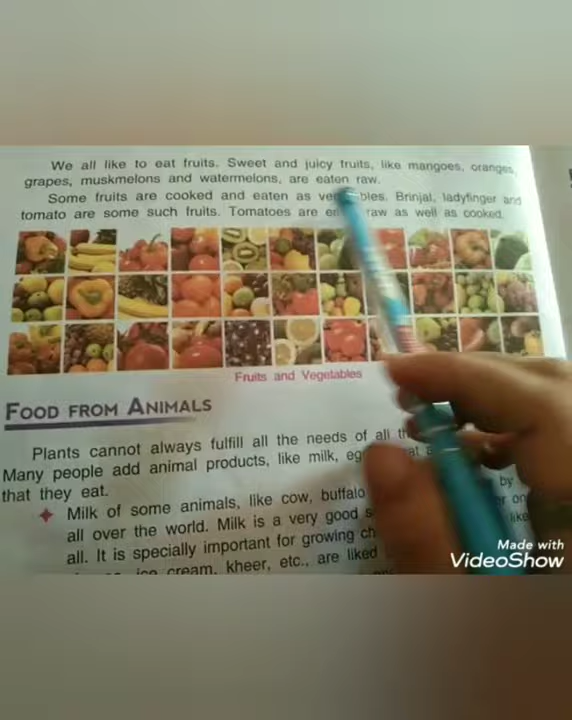 We all like to eat fruits. Sweet and juicy fruits, like mangoes, oranges,
grapes, muskmelons and watermelons, are eaten raw.
Some fruits are cooked and eaten as bles. Brinjal, ladyfinger and
tomato are some such fruits. Tomatoes are raw as well as cooked.
Fruits and Vegetables
FOOD FROM ANIMALS
Plants cannot always fulfill all the needs of all
Many people add animal products, like milk,
that they eat.
Milk of some animals, like cow, buffalo by
all over the world. Milk is a very good on
all. It is specially important for growing like
ice cream, kheer, etc., are liked
Made with
VideoShow